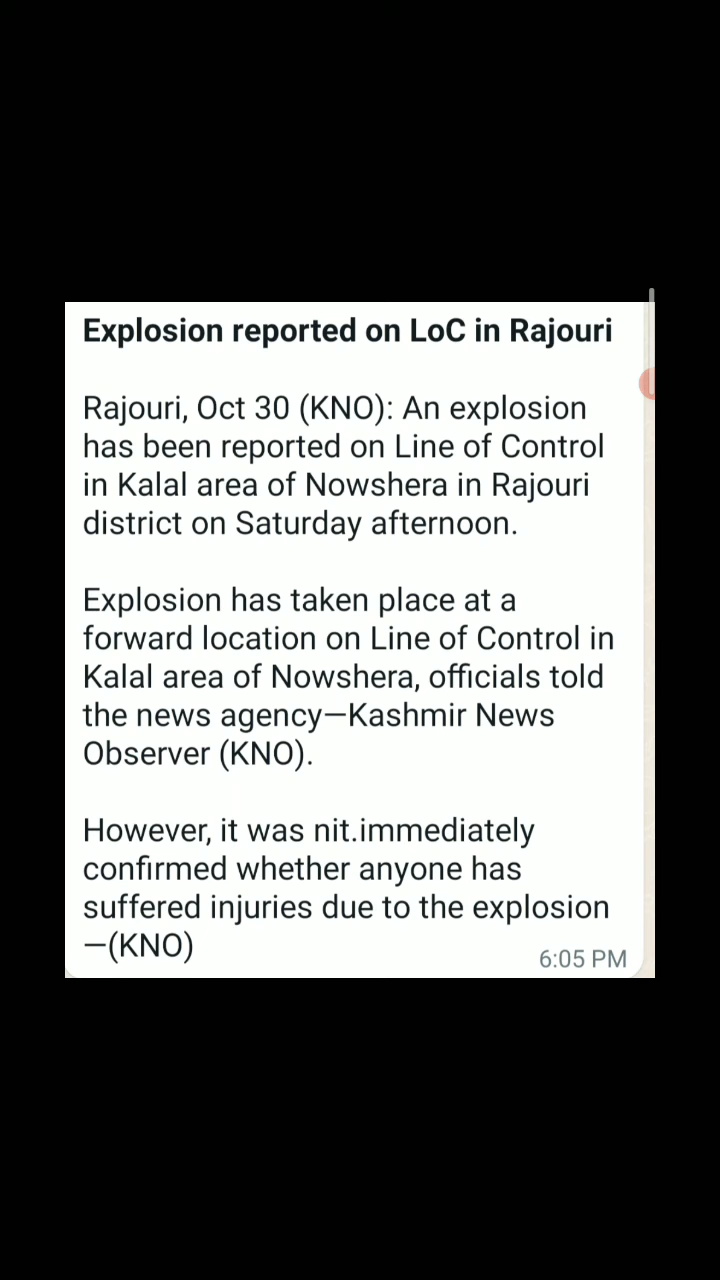 Explosion reported on LoC in Rajouri
Rajouri, Oct 30 (KNO): An explosion
has been reported on Line of Control
in Kalal area of Nowshera in Rajouri
district on Saturday afternoon.
Explosion has taken place at a
forward location on Line of Control in
Kalal area of Nowshera, officials told
the news agency—Kashmir News
Observer (KNO).
However, it was nit.immediately
confirmed whether anyone has
suffered injuries due to the explosion
—(KNO)
6:05 PM